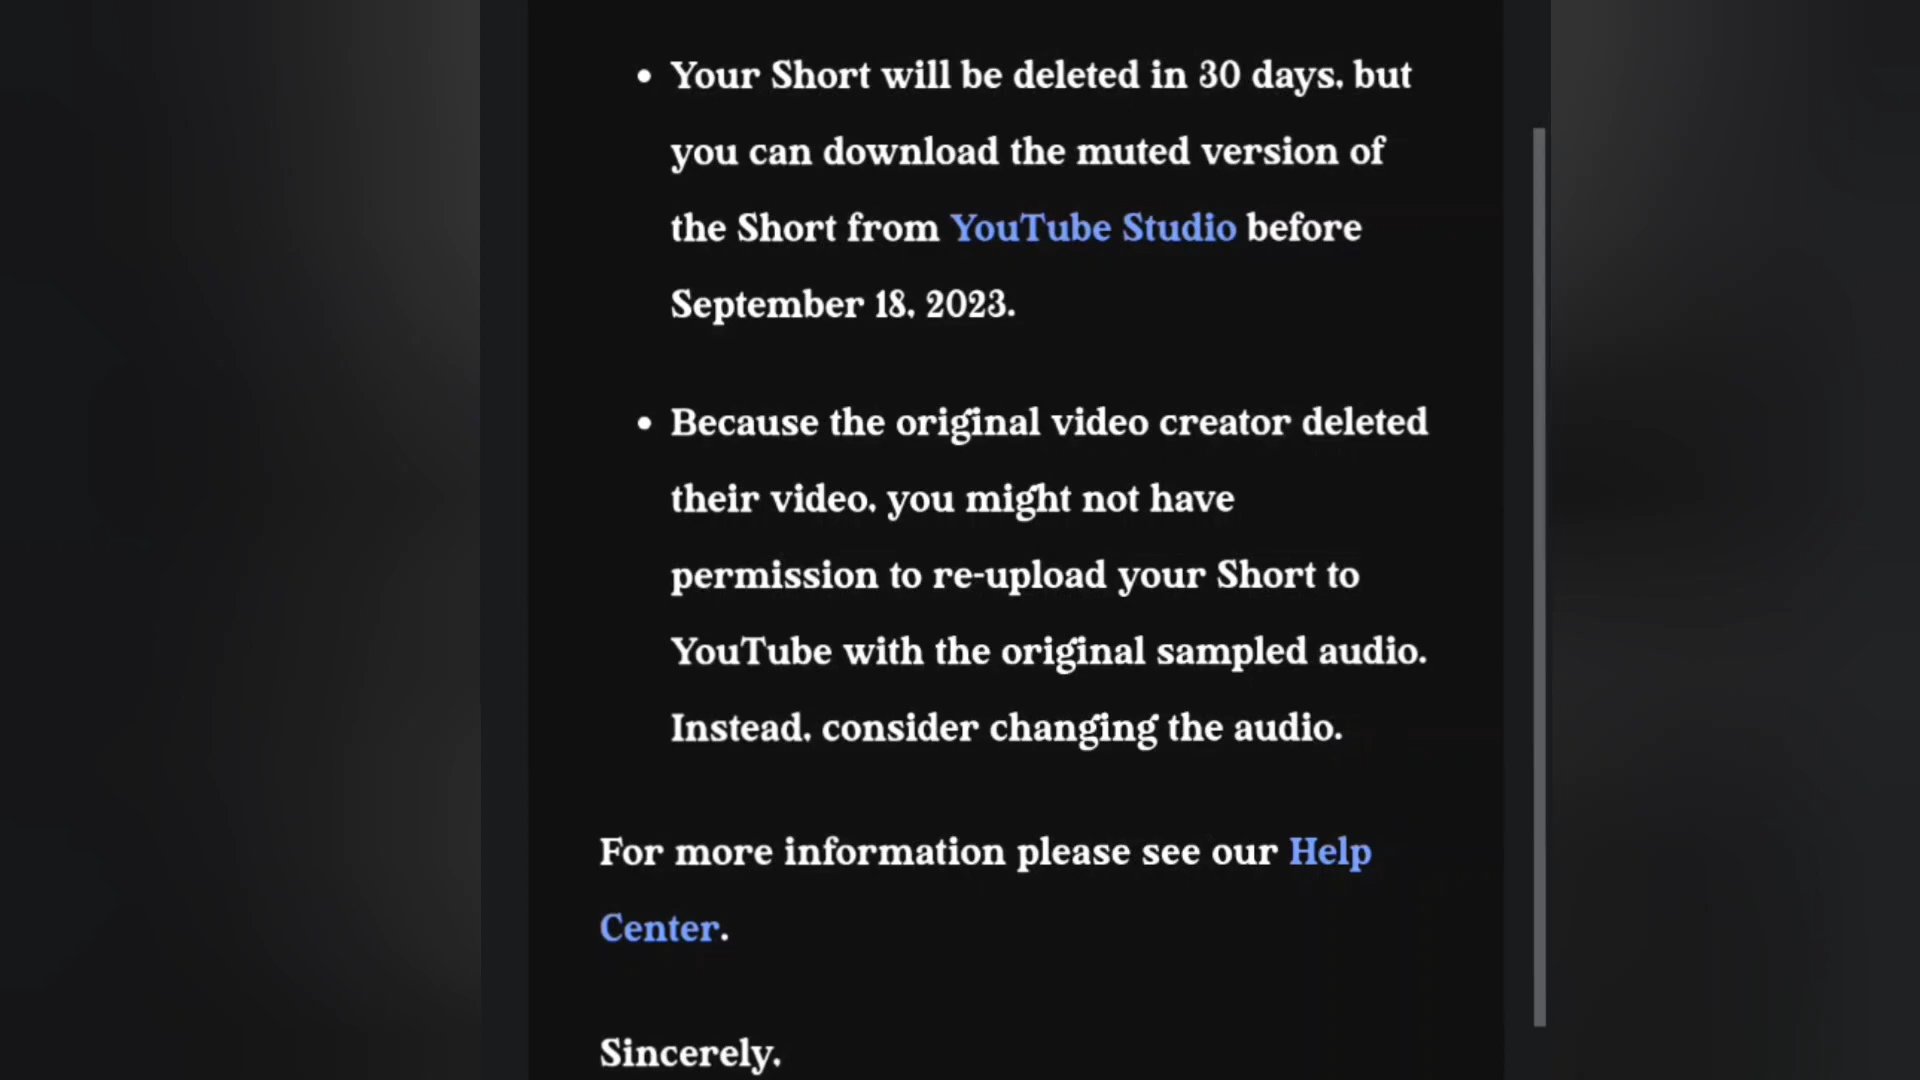 • Your Short will be deleted in 30 days, but
you can download the muted version of
the Short from YouTube Studio before
September 18, 2023.
• Because the original video creator deleted
their video, you might not have
permission to re-upload your Short to
YouTube with the original sampled audio.
Instead, consider changing the audio.
For more information please see our Help
Center.
Sincerely,